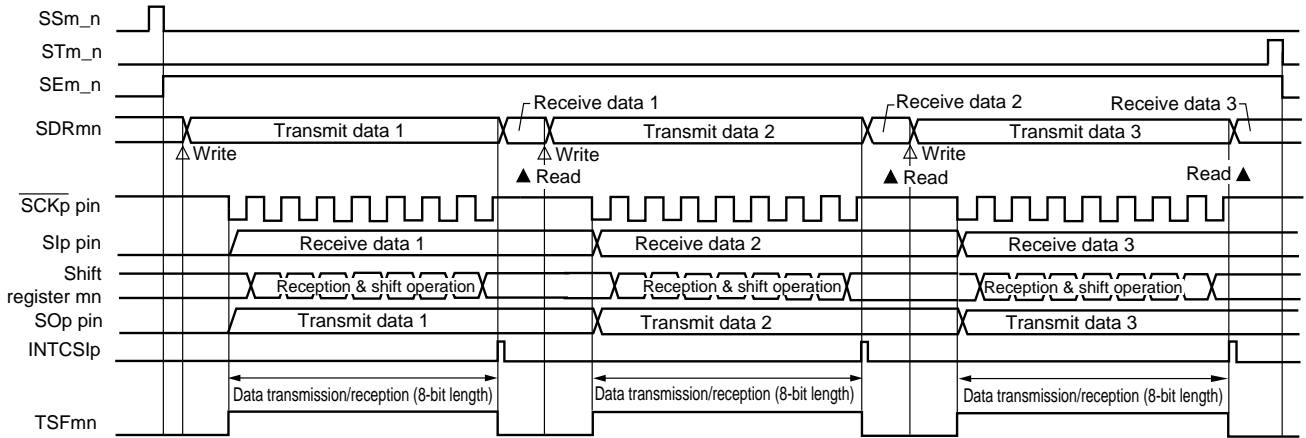 SSm_n
STm_n
SEm_n
Receive data 1
Receive data 2
Receive data 3
SDRmn
Transmit data 1
Transmit data 2
Transmit data 3
Write
Write
Write
Read
Read
Read
SCKp pin
SIp pin
Receive data 1
Receive data 2
Receive data 3
Shift
register mn
Reception & shift operation
Reception & shift operation
Reception & shift operation
SOp pin
Transmit data 1
Transmit data 2
Transmit data 3
INTCSIp
Data transmission/reception (8-bit length)
Data transmission/reception (8-bit length)
Data transmission/reception (8-bit length)
TSFmn